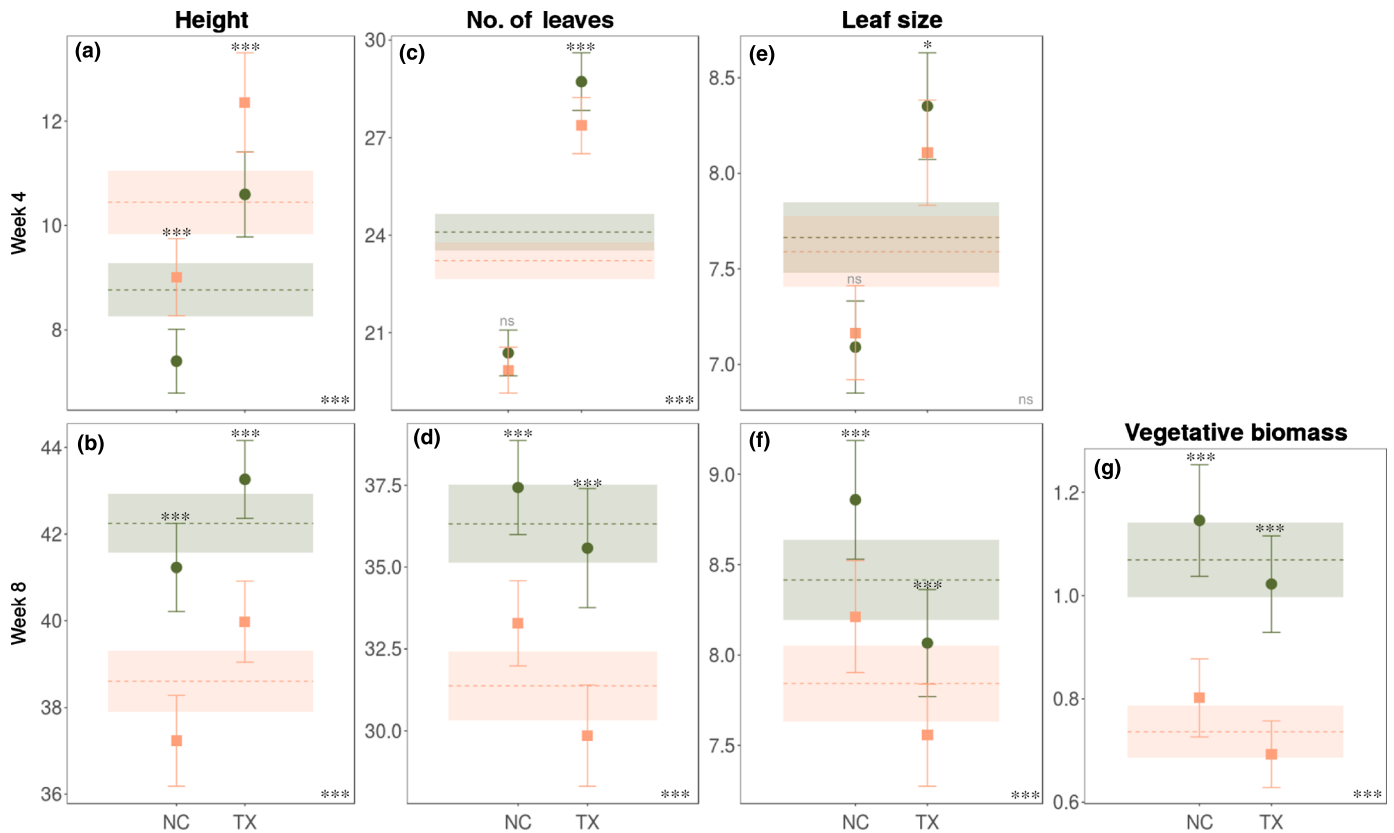 Height No. of leaves Leaf size
(a) *** (c) *** (e) *
30
8.5
12
27
8.0
Week 4
10 *** 24
7.5
ns
8 ns
21
7.0
*** *** ns
Vegetative biomass
(b) *** (d) *** (f) *** (g) ***
44
9.0
1.2
37.5 *** ***
42 ***
35.0 8.5 ***
1.0
Week 8
40
32.5 8.0
0.8
38
30.0 7.5
36 *** *** *** 0.6 ***
NC TX NC TX NC TX NC TX